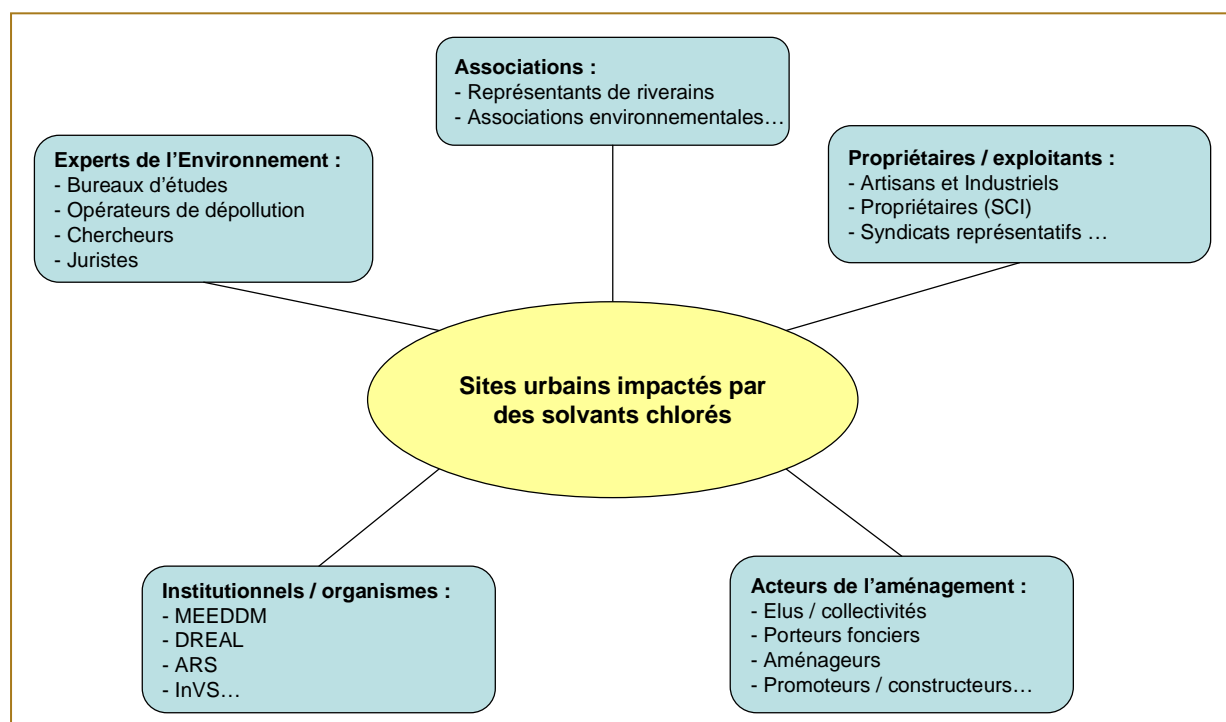 Associations :
- Représentants de riverains
- Associations environnementales…
Experts de l’Environnement :
- Bureaux d’études
- Opérateurs de dépollution
- Chercheurs
- Juristes
Propriétaires / exploitants :
- Artisans et Industriels
- Propriétaires (SCI)
- Syndicats représentatifs …
Sites urbains impactés par
des solvants chlorés
Institutionnels / organismes :
- MEEDDM
- DREAL
- ARS
- InVS…
Acteurs de l’aménagement :
- Elus / collectivités
- Porteurs fonciers
- Aménageurs
- Promoteurs / constructeurs…